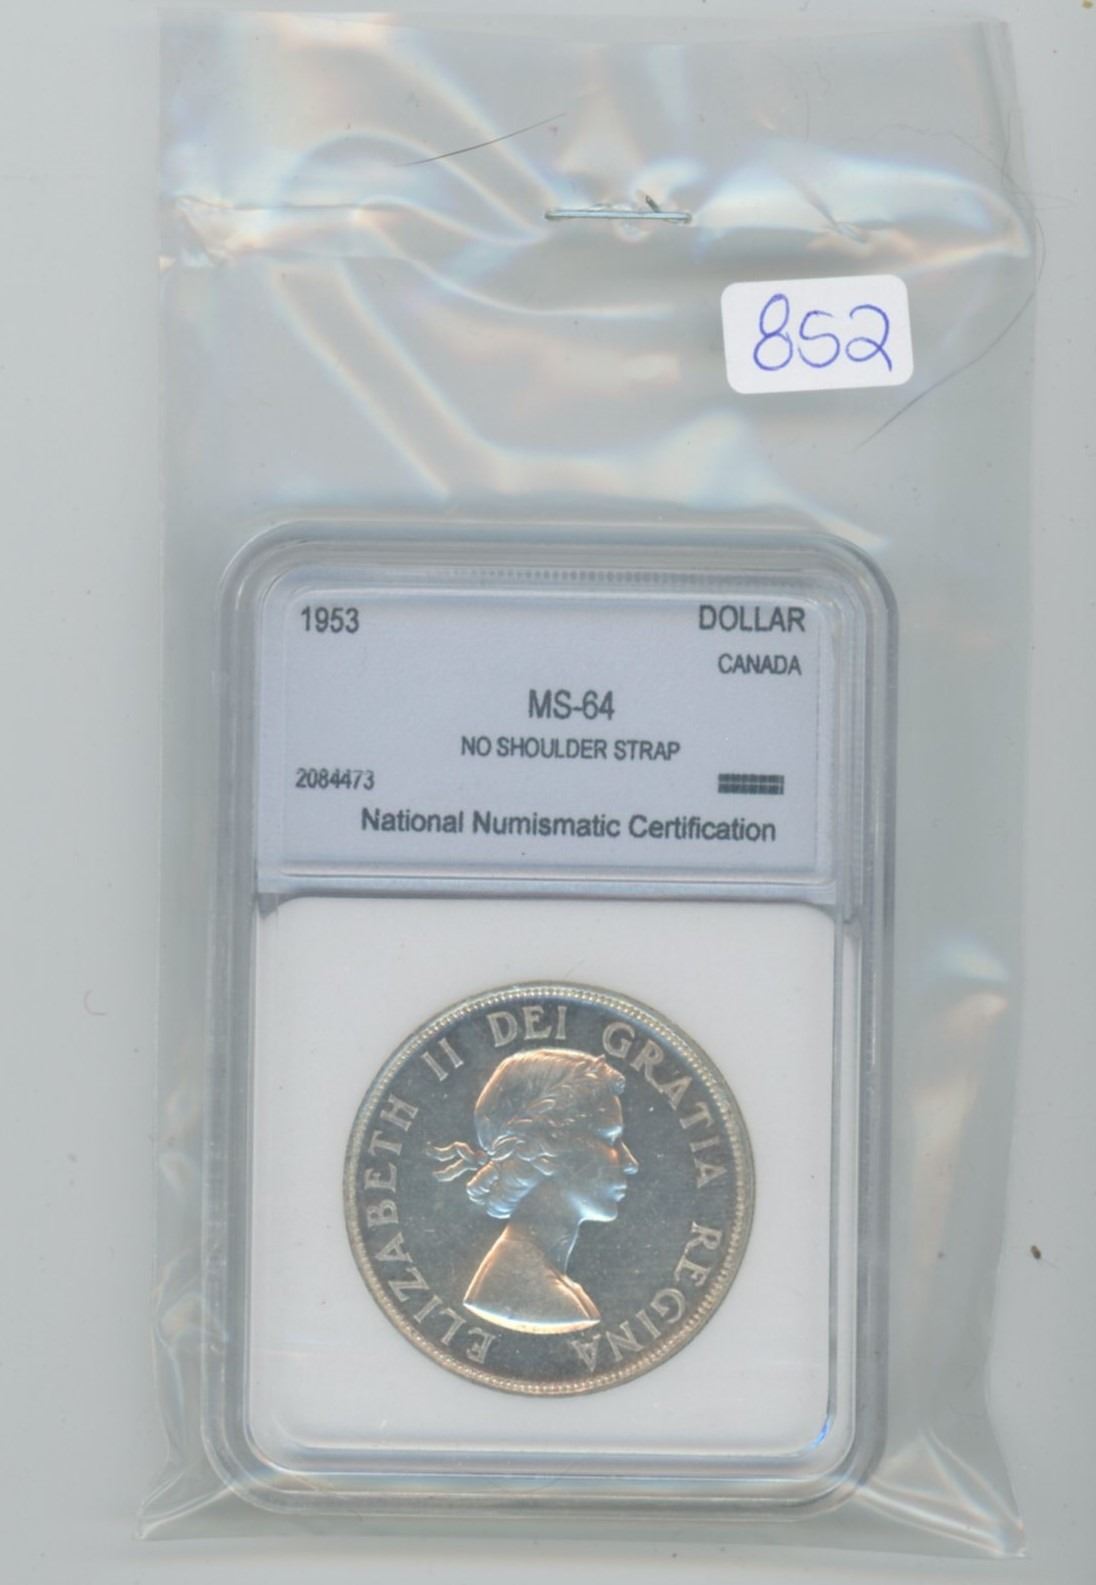 852
1953 DOLLAR
CANADA
MS-64
NO SHOULDER STRAP
2084473
National Numismatic Certification
ELIZABETH II DEI GRATIA REGINA